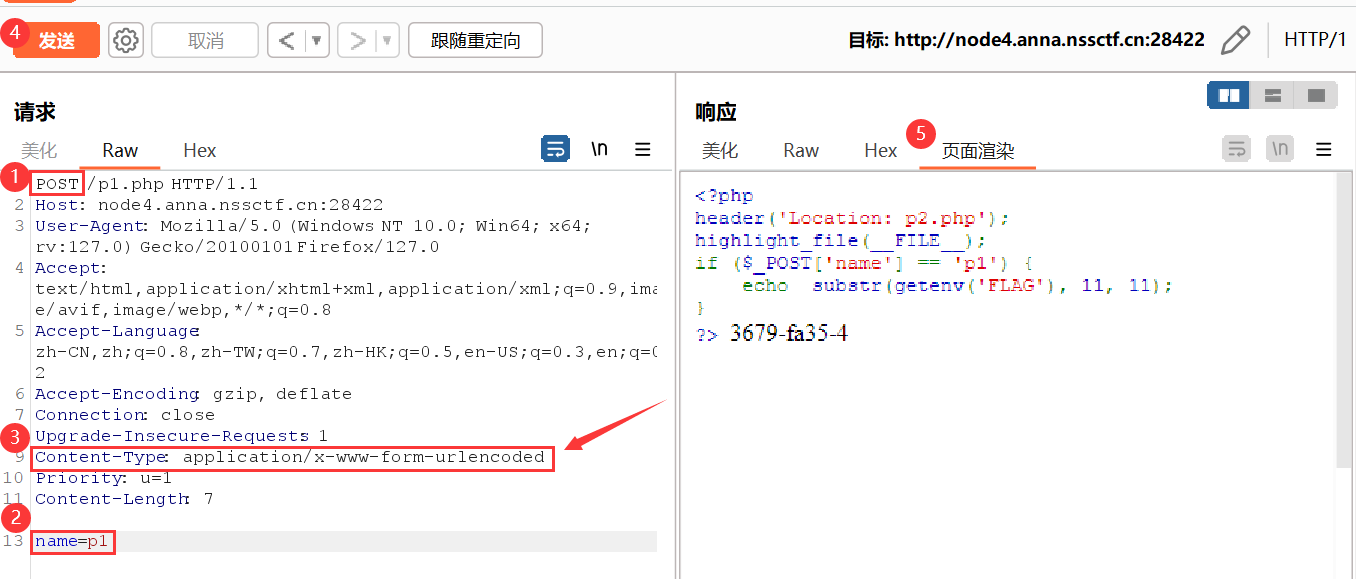 4 发送 取消 < ▼ > ▼ 跟随重定向 目标: http://node4.anna.nssctf.cn:28422 HTTP/1
请求
美化 Raw Hex \n
1 POST /p1.php HTTP/1.1
2 Host: node4.anna.nssctf.cn:28422
3 User-Agent: Mozilla/5.0 (Windows NT 10.0; Win64; x64;
rv:127.0) Gecko/20100101 Firefox/127.0
4 Accept:
text/html,application/xhtml+xml,application/xml;q=0.9,ima
e/avif,image/webp,*/*;q=0.8
5 Accept-Language:
zh-CN,zh;q=0.8,zh-TW;q=0.7,zh-HK;q=0.5,en-US;q=0.3,en;q=0
2
6 Accept-Encoding: gzip, deflate
7 Connection: close
3 Upgrade-Insecure-Requests: 1
9 Content-Type: application/x-www-form-urlencoded
10 Priority: u=1
11 Content-Length: 7
2
13 name=p1
响应
美化 Raw Hex 5 页面渲染 \n
<?php
header('Location: p2.php');
highlight_file(__FILE__);
if ($_POST['name'] == 'p1') {
echo substr(getenv('FLAG'), 11, 11);
}
?> 3679-fa35-4